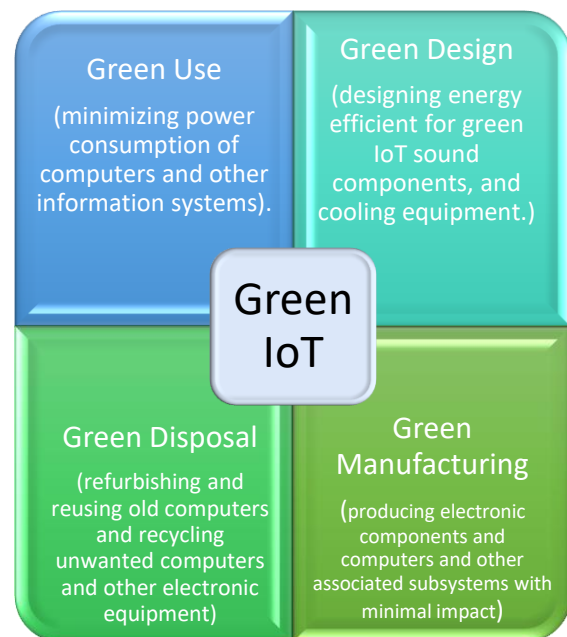 Green Use
(minimizing power
consumption of
computers and other
information systems).
Green Design
(designing energy
efficient for green
IoT sound
components, and
cooling equipment.)
Green
IoT
Green Disposal
(refurbishing and
reusing old computers
and recycling
unwanted computers
and other electronic
equipment)
Green
Manufacturing
(producing electronic
components and
computers and other
associated subsystems with
minimal impact)